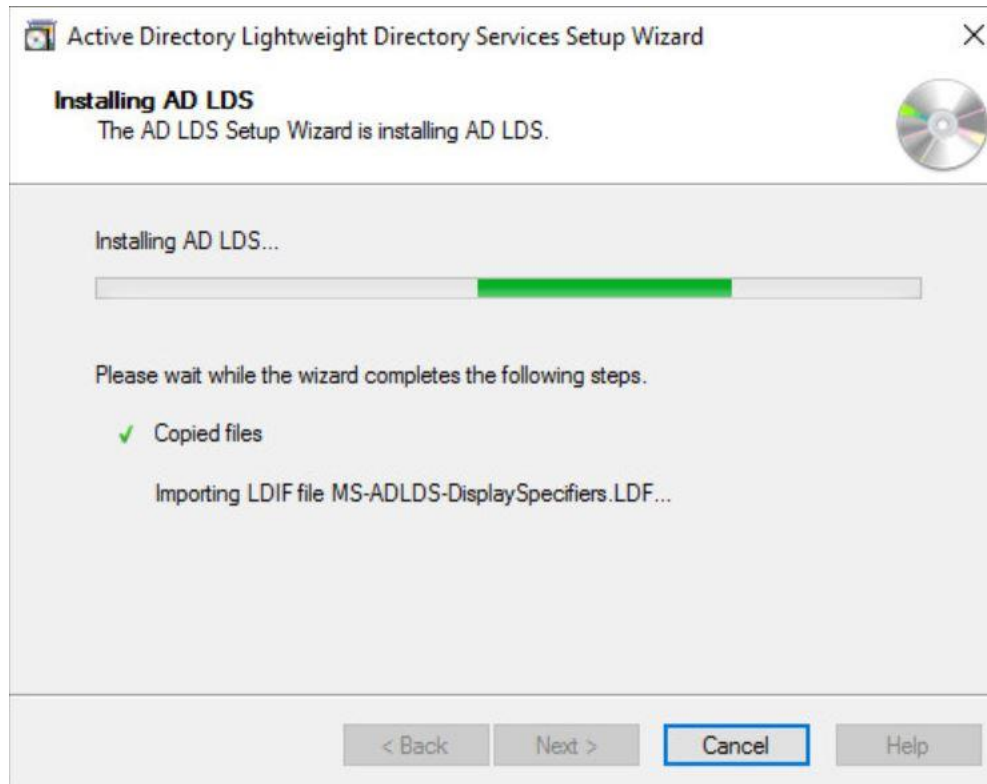 Active Directory Lightweight Directory Services Setup Wizard
Installing AD LDS
The AD LDS Setup Wizard is installing AD LDS.
Installing AD LDS...
Please wait while the wizard completes the following steps.
Copied files
Importing LDIF file MS-ADLDS-DisplaySpecifiers.LDF...
< Back Next > Cancel Help